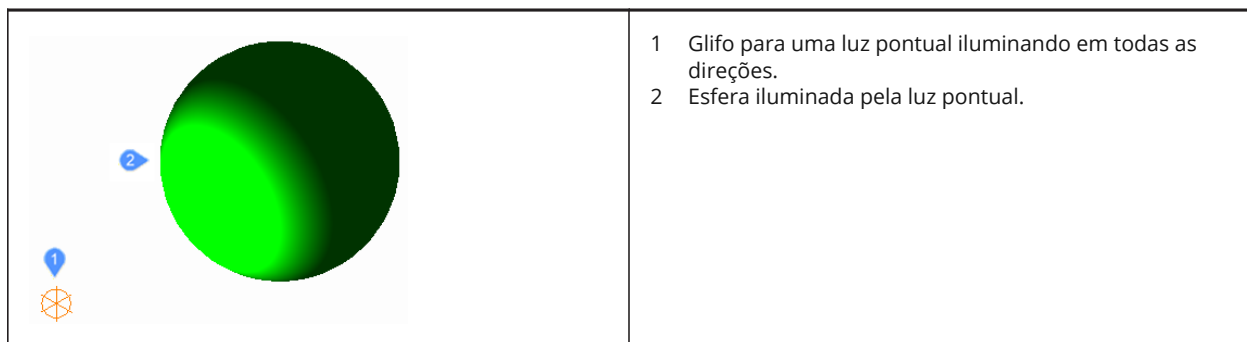 2
1
1 Glifo para uma luz pontual iluminando em todas as
direções.
2 Esfera iluminada pela luz pontual.